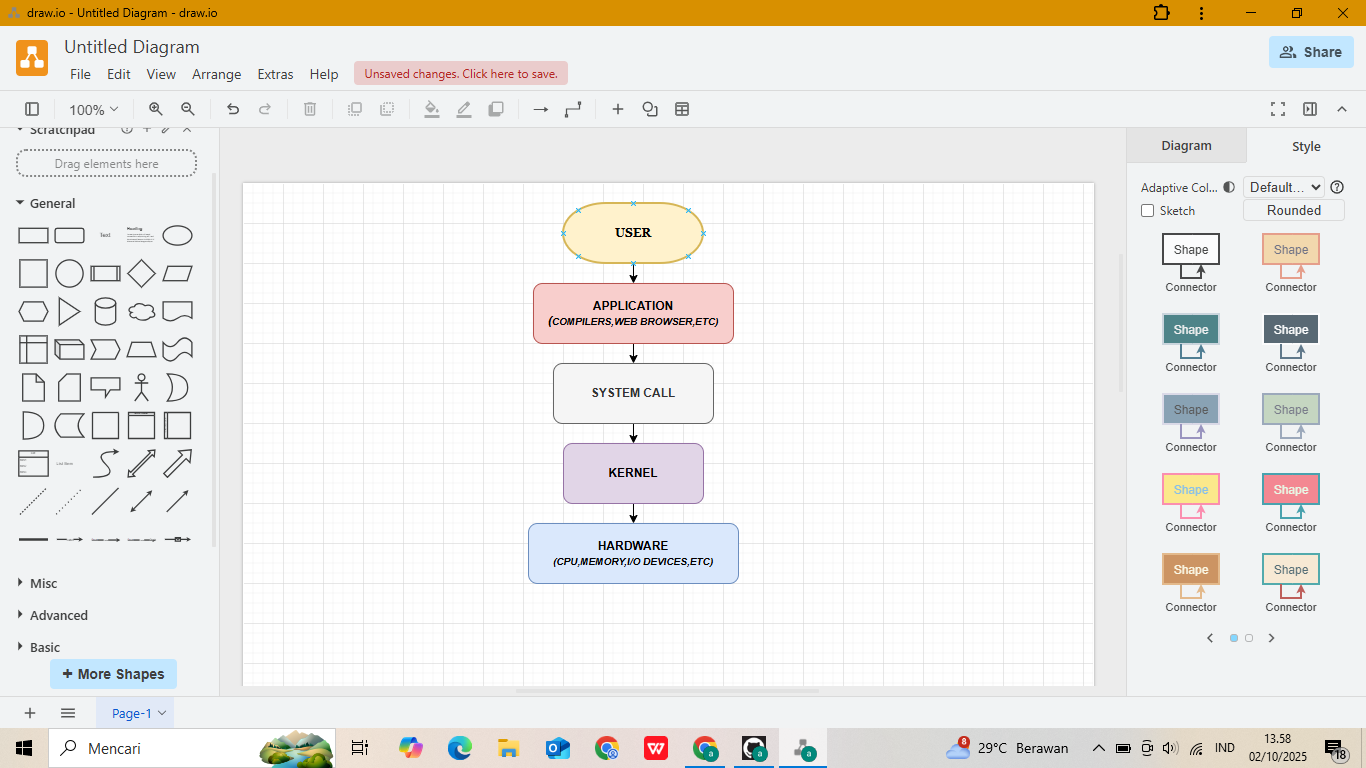 draw.io - Untitled Diagram - draw.io
Untitled Diagram
File Edit View Arrange Extras Help
Unsaved changes. Click here to save.
Share
100%
Scratchpad
Drag elements here
General
Text
Heading
List Item
Misc
Advanced
Basic
+ More Shapes
USER
APPLICATION
(COMPILERS,WEB BROWSER,ETC)
SYSTEM CALL
KERNEL
HARDWARE
(CPU,MEMORY,I/O DEVICES,ETC)
Diagram Style
Adaptive Col... Default...
Sketch Rounded
Shape Shape
Connector Connector
Shape Shape
Connector Connector
Shape Shape
Connector Connector
Shape Shape
Connector Connector
Shape Shape
Connector Connector
Page-1
Mencari
a
a
a
8
29°C Berawan
IND
13.58
02/10/2025
18